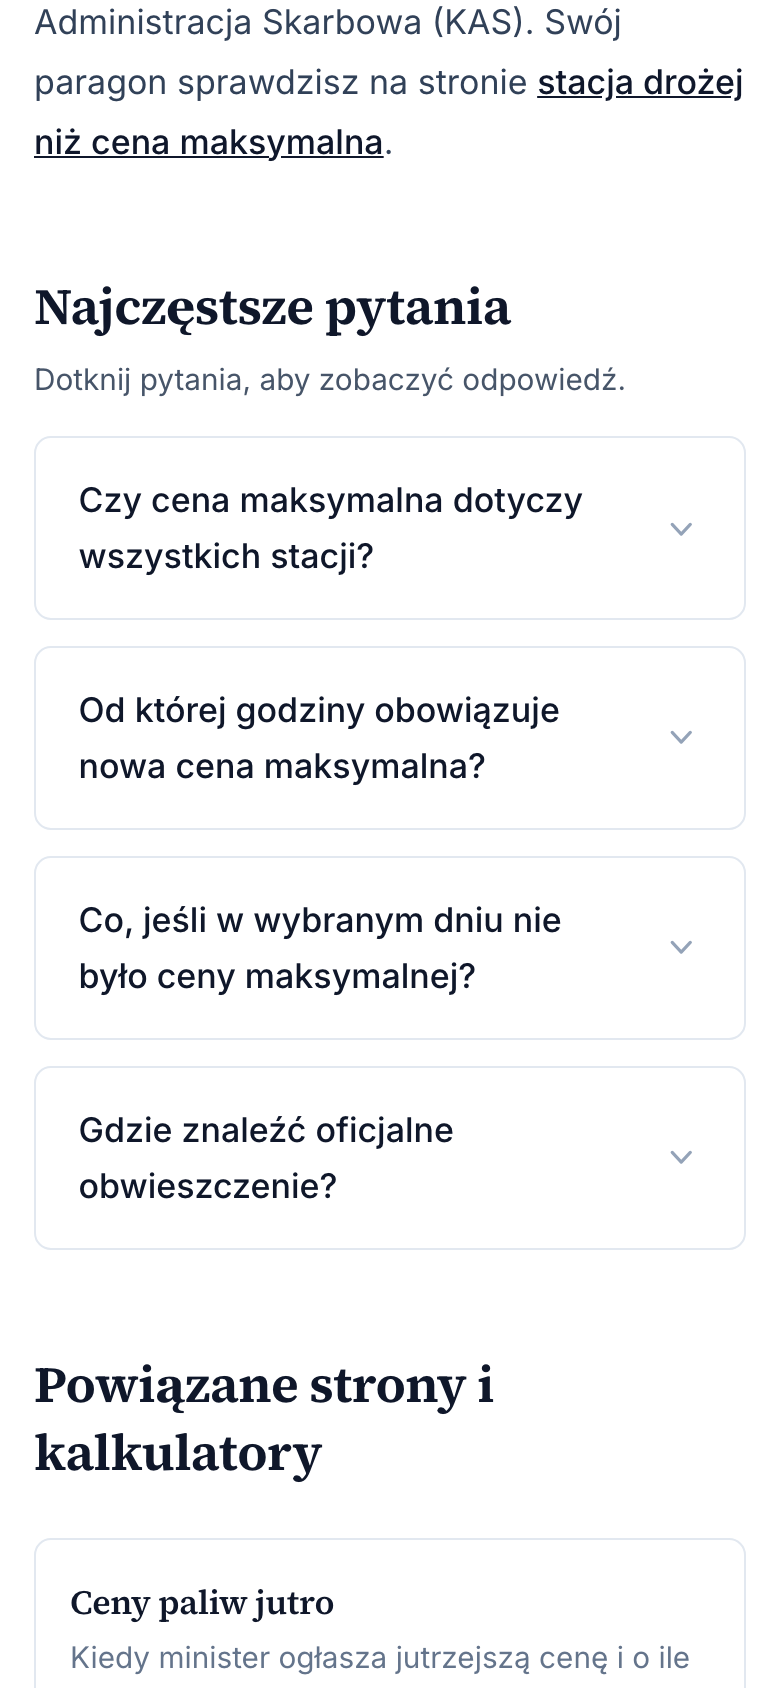 Administracja Skarbowa (KAS). Swój
paragon sprawdzisz na stronie stacja drożej
niż cena maksymalna.
Najczęstsze pytania
Dotknij pytania, aby zobaczyć odpowiedź.
Czy cena maksymalna dotyczy
wszystkich stacji?
Od której godziny obowiązuje
nowa cena maksymalna?
Co, jeśli w wybranym dniu nie
było ceny maksymalnej?
Gdzie znaleźć oficjalne
obwieszczenie?
Powiązane strony i
kalkulatory
Ceny paliw jutro
Kiedy minister ogłasza jutrzejszą cenę i o ile